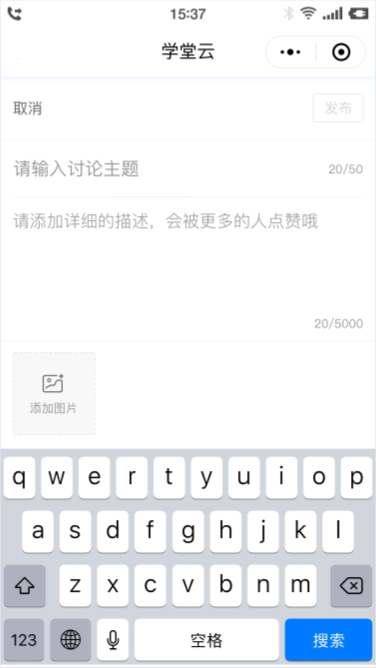 15:37
学堂云
取消
发布
请输入讨论主题
20/50
请添加详细的描述，会被更多的人点赞哦
20/5000
添加图片
q w e r t y u i o p
a s d f g h j k l
z x c v b n m
123
空格
搜索